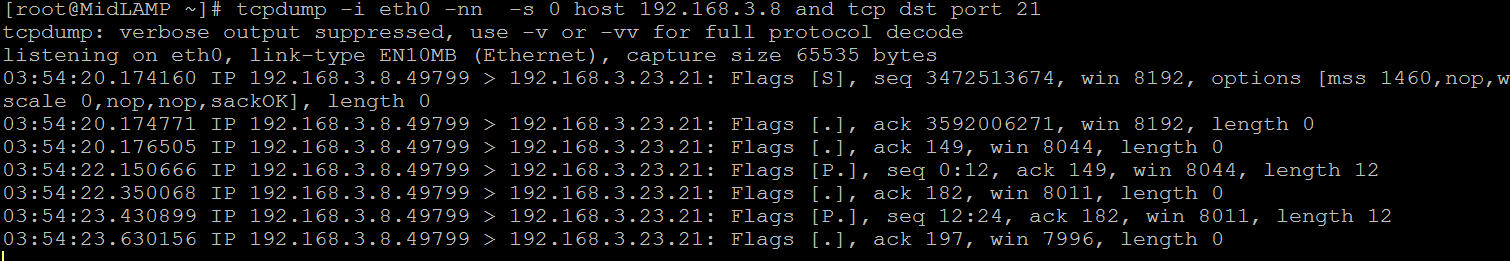 [root@MidLAMP ~]# tcpdump -i eth0 -nn  -s 0 host 192.168.3.8 and tcp dst port 21
tcpdump: verbose output suppressed, use -v or -vv for full protocol decode
listening on eth0, link-type EN10MB (Ethernet), capture size 65535 bytes
03:54:20.174160 IP 192.168.3.8.49799 > 192.168.3.23.21: Flags [S], seq 3472513674, win 8192, options [mss 1460,nop,w
scale 0,nop,nop,sackOK], length 0
03:54:20.174771 IP 192.168.3.8.49799 > 192.168.3.23.21: Flags [.], ack 3592006271, win 8192, length 0
03:54:20.176505 IP 192.168.3.8.49799 > 192.168.3.23.21: Flags [.], ack 149, win 8044, length 0
03:54:22.150666 IP 192.168.3.8.49799 > 192.168.3.23.21: Flags [P.], seq 0:12, ack 149, win 8044, length 12
03:54:22.350068 IP 192.168.3.8.49799 > 192.168.3.23.21: Flags [.], ack 182, win 8011, length 0
03:54:23.430899 IP 192.168.3.8.49799 > 192.168.3.23.21: Flags [P.], seq 12:24, ack 182, win 8011, length 12
03:54:23.630156 IP 192.168.3.8.49799 > 192.168.3.23.21: Flags [.], ack 197, win 7996, length 0